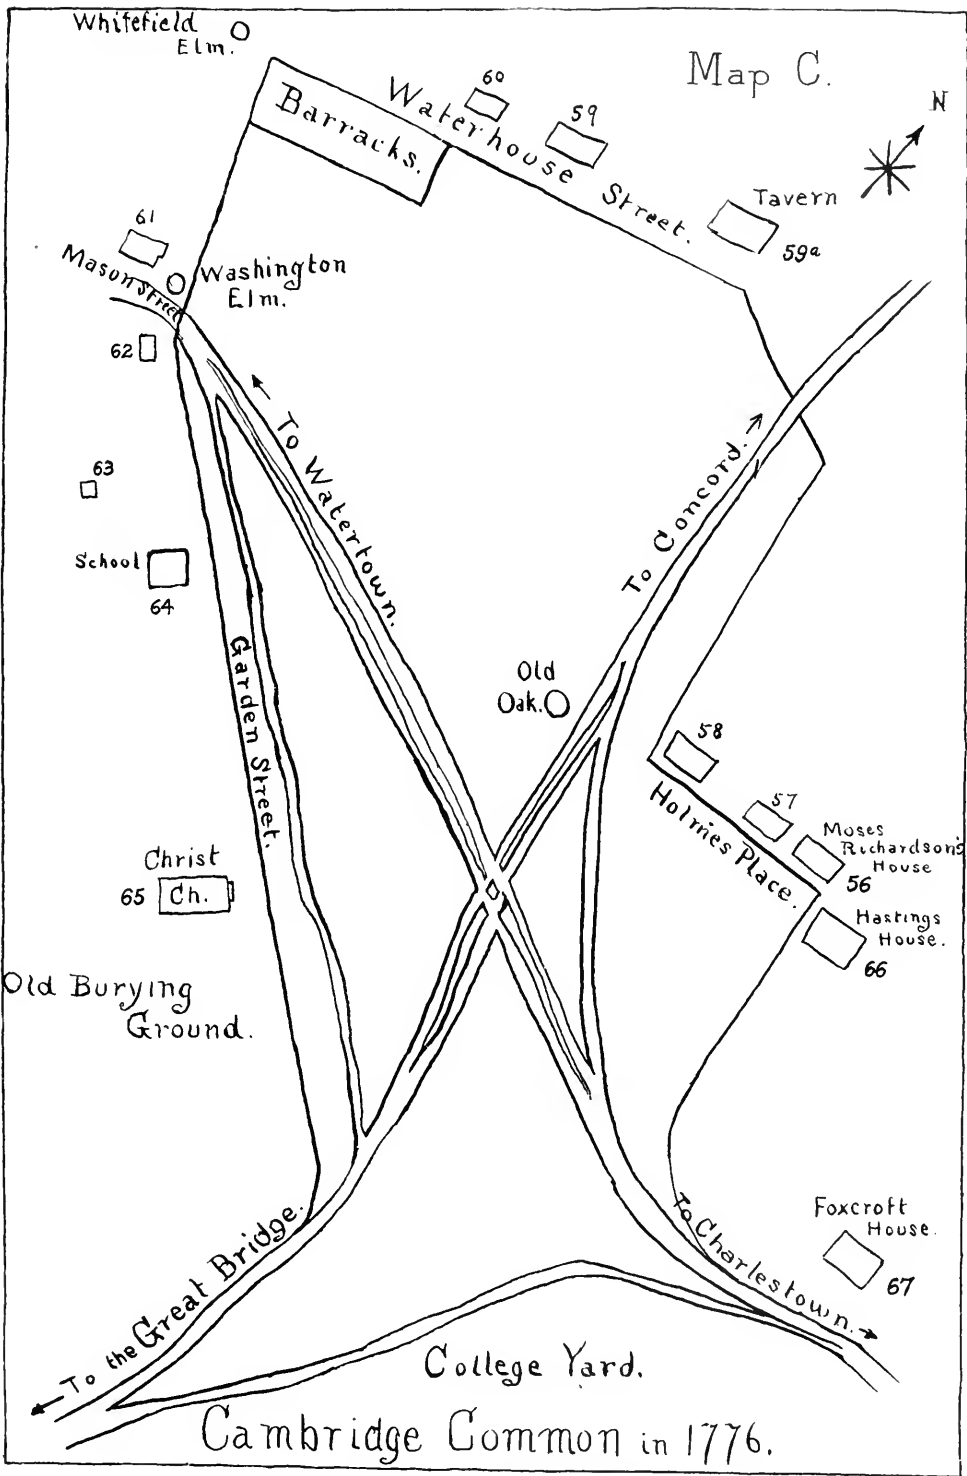 Whitefield
Elm.
Map C.
N
Barracks.
Waterhouse Street.
60
59
Tavern
59a
61
Mason Street
Washington
Elm.
62
To Watertown.
To Concord.
63
School
64
Garden Street.
Old
Oak.
58
57
Holmes Place.
Moses
Richardson's
House
56
Christ
65 Ch.
Hastings
House.
66
Old Burying
Ground.
To the Great Bridge.
To Charlestown.
Foxcroft
House.
67
College Yard.
Cambridge Common in 1776.